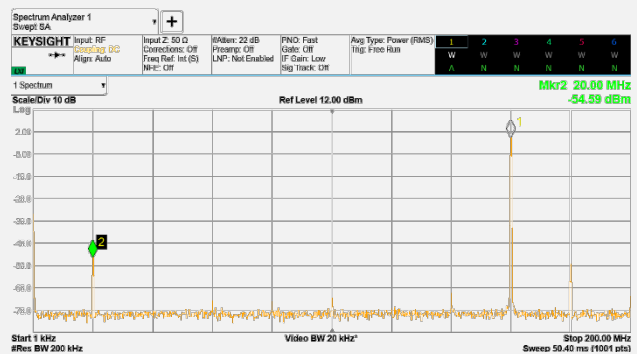 Spectrum Analyzer 1
Swept SA
+
KEYSIGHT
Input: RF
Coupling: DC
Align: Auto
Input Z: 50 Ω
Corrections: Off
Freq Ref: Int (S)
NFE: Off
#Atten: 22 dB
Preamp: Off
LNP: Not Enabled
PNO: Fast
Gate: Off
IF Gain: Low
Sig Track: Off
Avg Type: Power (RMS)
Trig: Free Run
1 2 3 4 5 6
W W W W W W
A N N N N N
1 Spectrum
Scale/Div 10 dB
Ref Level 12.00 dBm
Mkr2 20.00 MHz
-54.59 dBm
Log
1
2.00
-8.00
-18.0
-28.0
-38.0
-48.0
2
-58.0
-68.0
-78.0
Start 1 kHz
Video BW 20 kHz*
Stop 200.00 MHz
#Res BW 200 kHz
Sweep 50.40 ms (1001 pts)